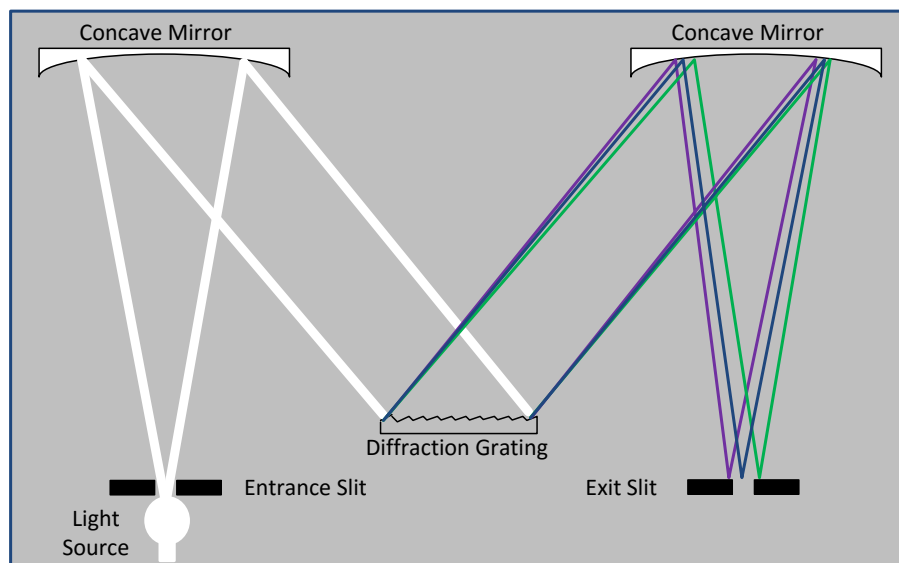 Concave Mirror
Concave Mirror
Diffraction Grating
Entrance Slit
Exit Slit
Light
Source